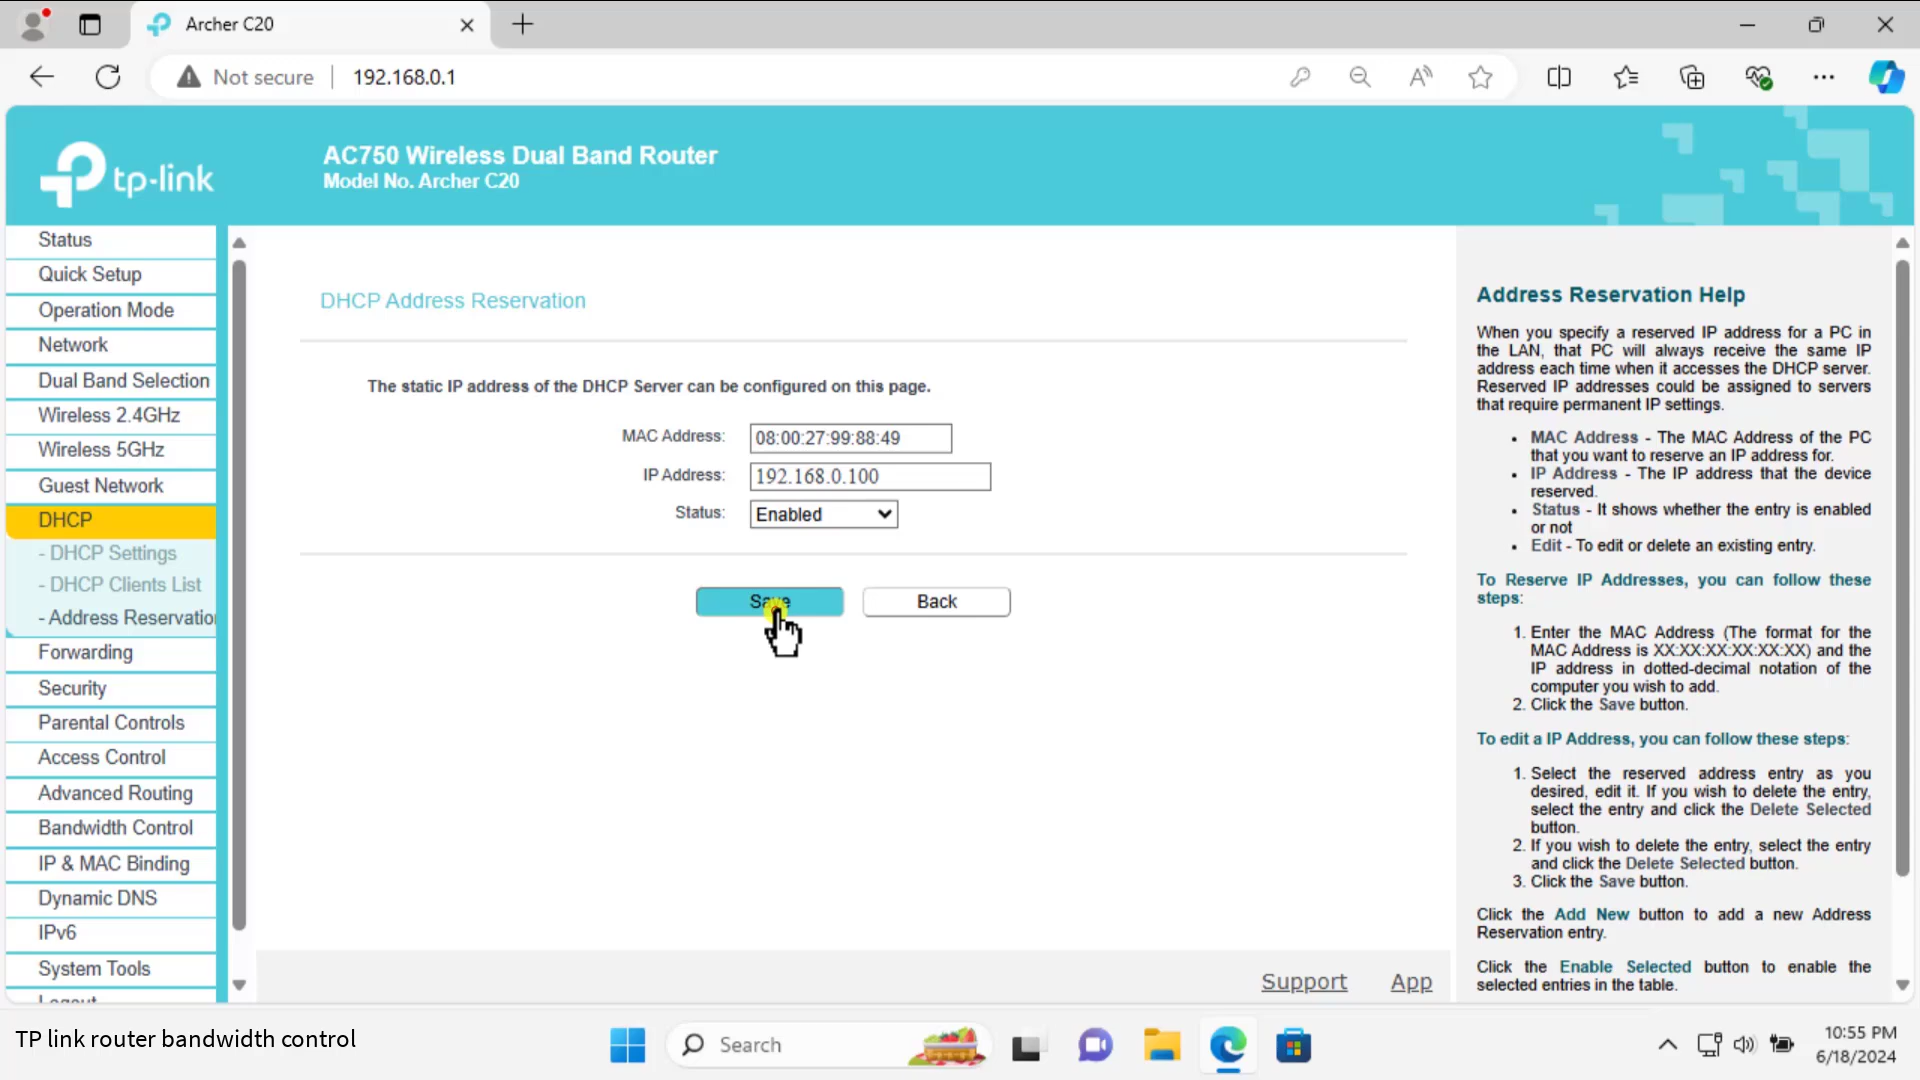 Archer C20
Not secure
192.168.0.1
tp-link
AC750 Wireless Dual Band Router
Model No. Archer C20
Status
Quick Setup
Operation Mode
Network
Dual Band Selection
Wireless 2.4GHz
Wireless 5GHz
Guest Network
DHCP
- DHCP Settings
- DHCP Clients List
- Address Reservation
Forwarding
Security
Parental Controls
Access Control
Advanced Routing
Bandwidth Control
IP & MAC Binding
Dynamic DNS
IPv6
System Tools
Logout
DHCP Address Reservation
The static IP address of the DHCP Server can be configured on this page.
MAC Address: 08:00:27:99:88:49
IP Address: 192.168.0.100
Status: Enabled
Save Back
Support App
Address Reservation Help
When you specify a reserved IP address for a PC in
the LAN, that PC will always receive the same IP
address each time when it accesses the DHCP server.
Reserved IP addresses could be assigned to servers
that require permanent IP settings.
• MAC Address - The MAC Address of the PC
that you want to reserve an IP address for.
• IP Address - The IP address that the device
reserved.
• Status - It shows whether the entry is enabled
or not
• Edit - To edit or delete an existing entry.
To Reserve IP Addresses, you can follow these
steps:
1. Enter the MAC Address (The format for the
MAC Address is XX:XX:XX:XX:XX:XX) and the
IP address in dotted-decimal notation of the
computer you wish to add.
2. Click the Save button.
To edit a IP Address, you can follow these steps:
1. Select the reserved address entry as you
desired, edit it. If you wish to delete the entry,
select the entry and click the Delete Selected
button.
2. If you wish to delete the entry, select the entry
and click the Delete Selected button.
3. Click the Save button.
Click the Add New button to add a new Address
Reservation entry.
Click the Enable Selected button to enable the
selected entries in the table.
TP link router bandwidth control
Search
10:55 PM
6/18/2024